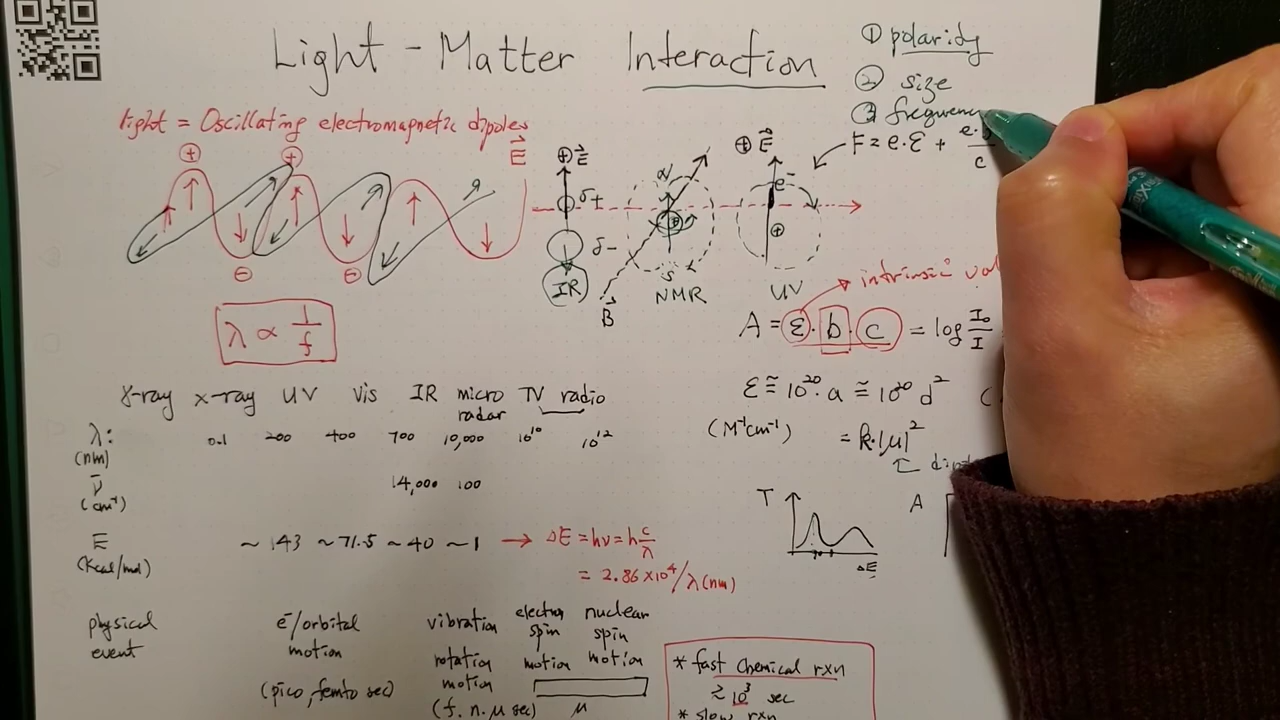 Light - Matter Interaction
① polarity
② size
③ frequency
light = Oscillating electromagnetic dipoles
F = e·ε +
c
⊕ ⊕ E
⊖ ⊖
⊕ E
δ+
δ-
IR
α
B
NMR
⊕ E
e-
⊕
UV
λ ∝ 1/f
intrinsic val
A = ε·b·c = log I₀/I
γ-ray x-ray UV vis IR micro TV radio
radar
λ: 0.1 200 400 700 10,000 10¹⁰ 10¹²
(nm)
ν̄ 14,000 100
(cm⁻¹)
E ~143 ~71.5 ~40 ~1 → ΔE = hν = h c/λ
(kcal/mol) = 2.86 × 10⁴/λ(nm)
ε ≅ 10²⁰·a ≅ 10²⁰ d² (
(M⁻¹cm⁻¹) = k·|μ|²
T A
ΔE
physical e-/orbital vibration electron nuclear
event motion rotation spin spin
motion motion motion
(pico, femto sec) (f. n. μ sec) μ
* fast chemical rxn
≥ 10³ sec
* slow rxn